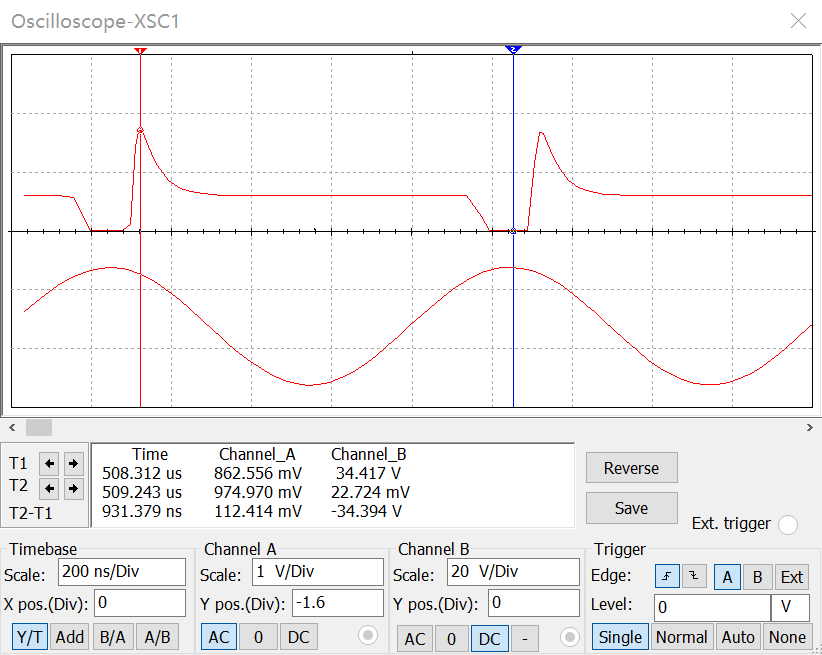 Oscilloscope-XSC1
1
2
Time Channel_A Channel_B
T1 508.312 us 862.556 mV 34.417 V
T2 509.243 us 974.970 mV 22.724 mV
T2-T1 931.379 ns 112.414 mV -34.394 V
Reverse
Save
Ext. trigger
Timebase Channel A Channel B Trigger
Scale: 200 ns/Div Scale: 1 V/Div Scale: 20 V/Div Edge: A B Ext
X pos.(Div): 0 Y pos.(Div): -1.6 Y pos.(Div): 0 Level: 0 V
Y/T Add B/A A/B AC 0 DC AC 0 DC - Single Normal Auto None